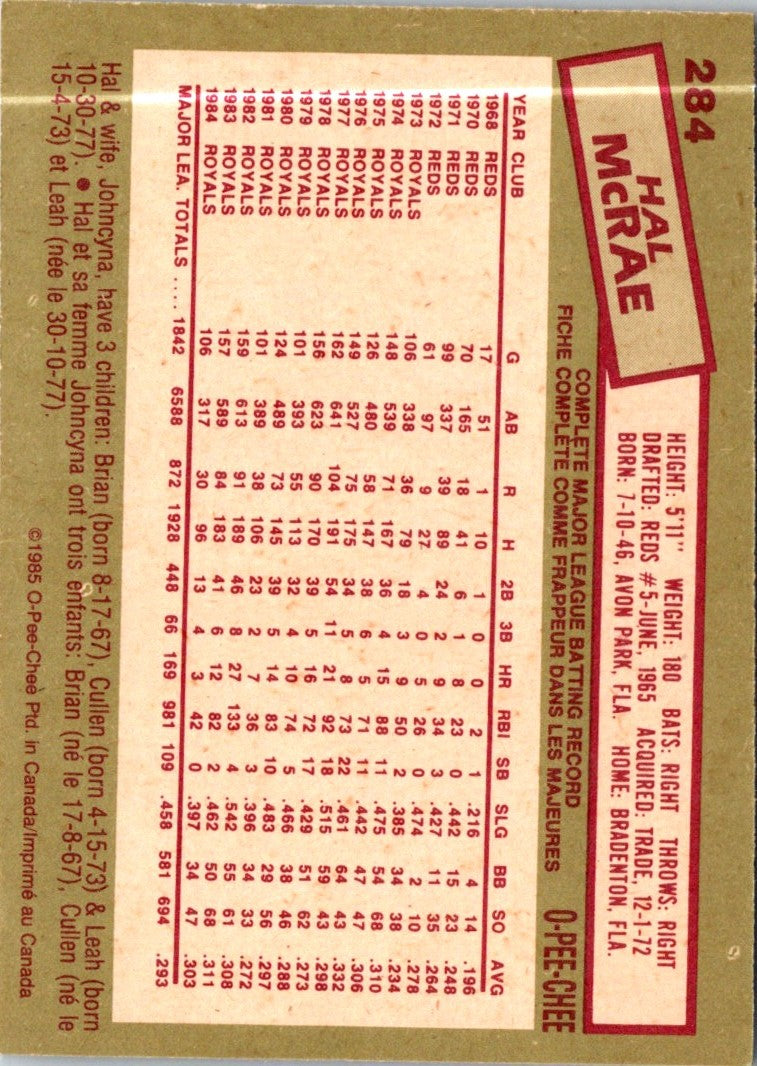 284
HAL
McRAE
HEIGHT: 5'11" WEIGHT: 180 BATS: RIGHT THROWS: RIGHT
DRAFTED: REDS #5-JUNE, 1965 ACQUIRED: TRADE, 12-1-72
BORN: 7-10-46, AVON PARK, FLA. HOME: BRADENTON, FLA.
COMPLETE MAJOR LEAGUE BATTING RECORD
FICHE COMPLÈTE COMME FRAPPEUR DANS LES MAJEURES
O-PEE-CHEE
YEAR CLUB G AB R H 2B 3B HR RBI SB SLG BB SO AVG
1968 REDS 17 51 1 10 1 0 0 2 1 .216 4 14 .196
1970 REDS 70 165 18 41 6 1 8 23 0 .442 15 23 .248
1971 REDS 99 337 39 89 24 2 9 34 3 .427 11 35 .264
1972 REDS 61 97 9 27 4 0 5 26 0 .474 2 10 .278
1973 ROYALS 106 338 36 79 18 3 9 50 2 .385 34 38 .234
1974 ROYALS 148 539 71 167 36 4 15 88 11 .475 54 68 .310
1975 ROYALS 126 480 58 147 38 6 5 71 11 .442 47 47 .306
1976 ROYALS 149 527 75 175 34 5 8 73 22 .461 64 43 .332
1977 ROYALS 162 641 104 191 54 11 21 92 18 .515 59 43 .298
1978 ROYALS 156 623 90 170 39 5 16 72 17 .429 51 62 .273
1979 ROYALS 101 393 55 113 32 4 10 74 5 .466 38 46 .288
1980 ROYALS 124 489 73 145 39 5 14 83 10 .483 29 56 .297
1981 ROYALS 101 389 38 106 23 2 7 36 3 .396 34 33 .272
1982 ROYALS 159 613 91 189 46 8 27 133 4 .542 55 61 .308
1983 ROYALS 157 589 84 183 41 6 12 82 2 .462 50 68 .311
1984 ROYALS 106 317 30 96 13 4 3 42 0 .397 34 47 .303
MAJOR LEA. TOTALS ..... 1842 6588 872 1928 448 66 169 981 109 .458 581 694 .293
Hal & wife, Johncyna, have 3 children: Brian (born 8-17-67), Cullen (born 4-15-73) & Leah (born
10-30-77). ● Hal et sa femme Johncyna ont trois enfants: Brian (né le 17-8-67), Cullen (né le
15-4-73) et Leah (née le 30-10-77).
©1985 O-Pee-Chee Ptd. in Canada/Imprimé au Canada